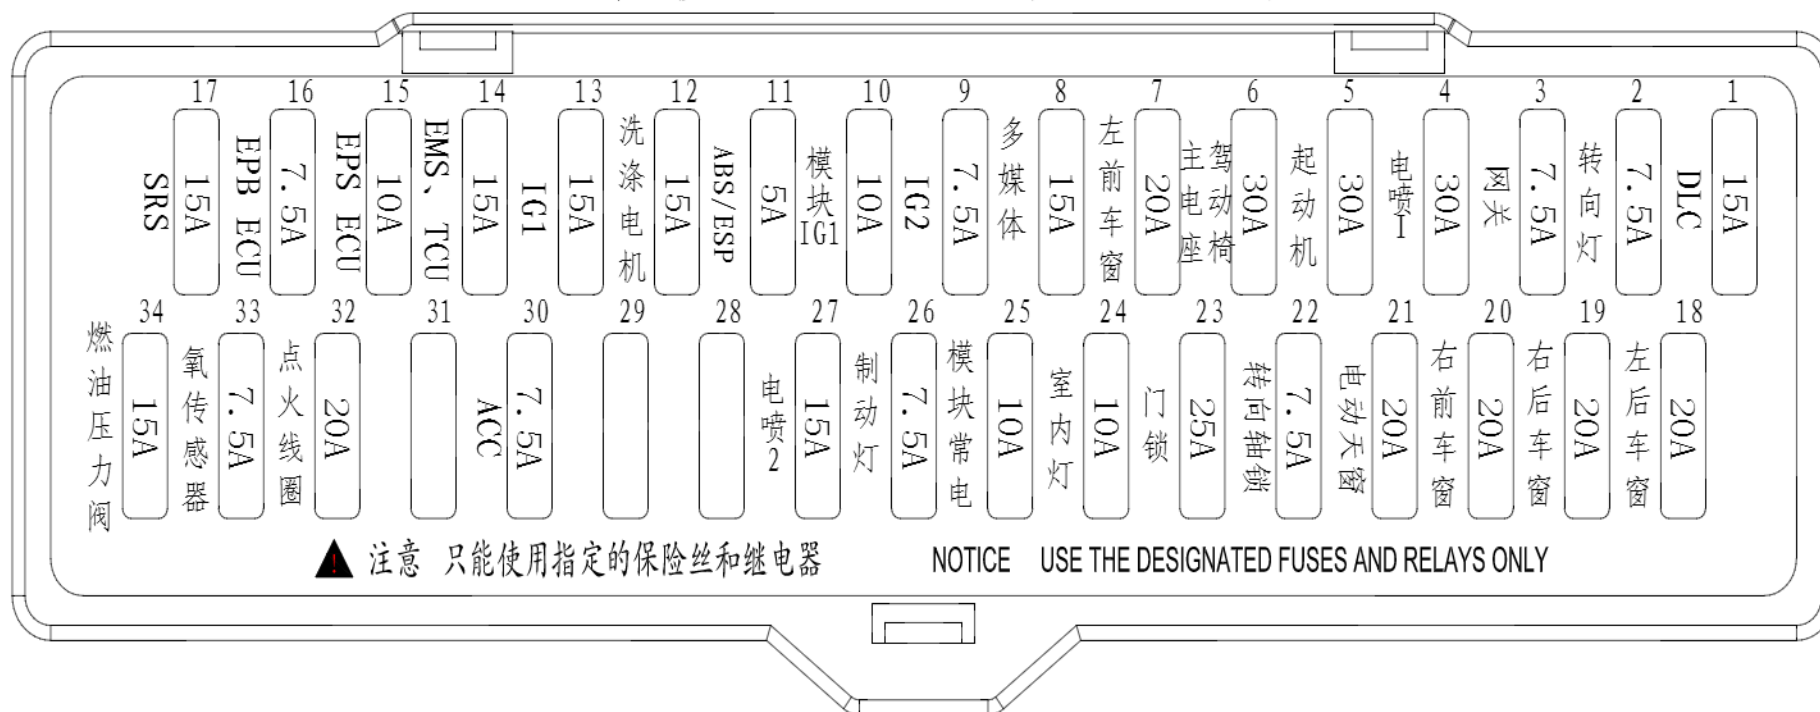 17 16 15 14 13 12 11 10 9 8 7 6 5 4 3 2 1
SRS 15A
EPB ECU 7.5A
EPS ECU 10A
EMS、TCU 15A
IG1 15A
洗涤电机 15A
ABS/ESP 5A
模块IG1 10A
IG2 7.5A
多媒体 15A
左前车窗 20A
主驾电动座椅 30A
起动机 30A
电喷1 30A
网关 7.5A
转向灯 7.5A
DLC 15A
34 33 32 31 30 29 28 27 26 25 24 23 22 21 20 19 18
燃油压力阀 15A
氧传感器 7.5A
点火线圈 20A
ACC 7.5A
电喷2 15A
制动灯 7.5A
模块常电 10A
室内灯 10A
门锁 25A
转向轴锁 7.5A
电动天窗 20A
右前车窗 20A
右后车窗 20A
左后车窗 20A
! 注意 只能使用指定的保险丝和继电器 NOTICE USE THE DESIGNATED FUSES AND RELAYS ONLY